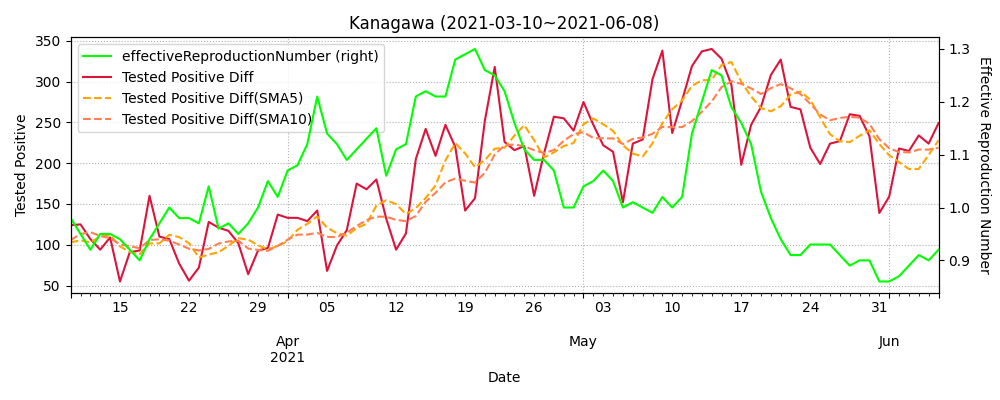 Kanagawa (2021-03-10~2021-06-08)
effectiveReproductionNumber (right)
Tested Positive Diff
Tested Positive Diff(SMA5)
Tested Positive Diff(SMA10)
350
300
250
200
150
100
50
Tested Positive
1.3
1.2
1.1
1.0
0.9
Effective Reproduction Number
15 22 29 05 12 19 26 03 10 17 24 31
Apr May Jun
2021
Date